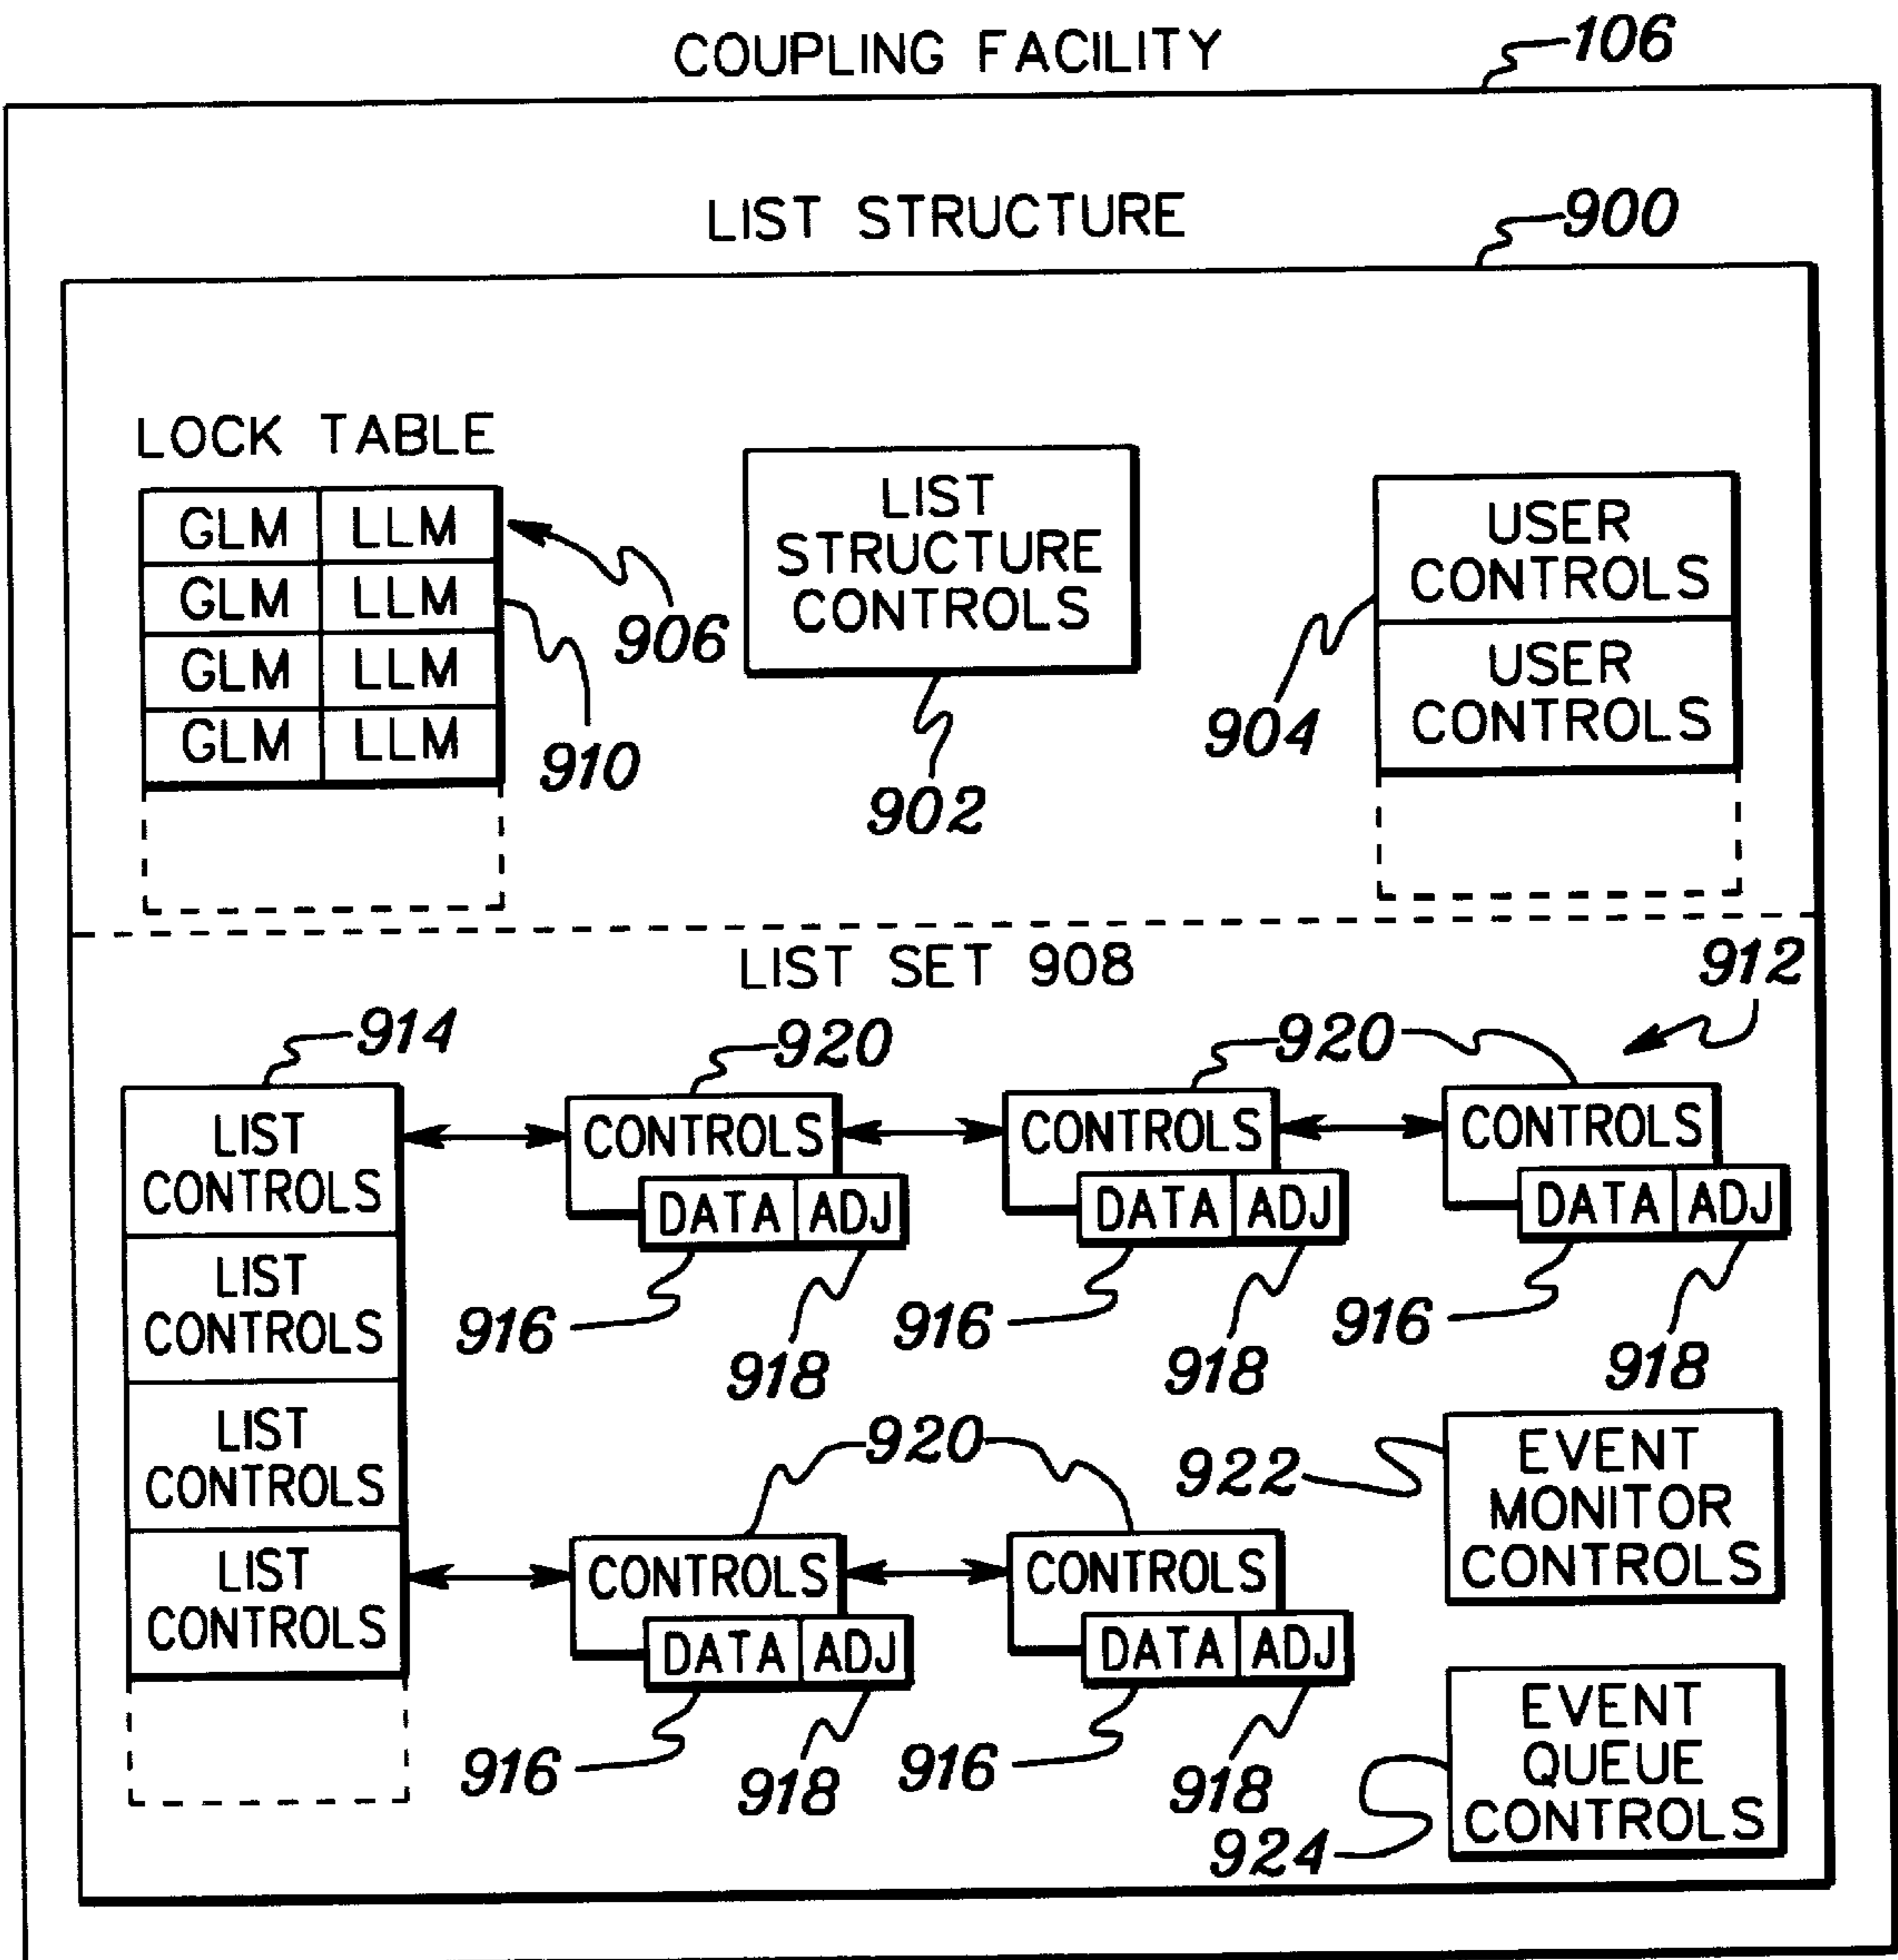 COUPLING FACILITY
106
LIST STRUCTURE
900
LOCK TABLE
GLM LLM
GLM LLM
GLM LLM
GLM LLM
906
910
LIST
STRUCTURE
CONTROLS
902
USER
CONTROLS
USER
CONTROLS
904
LIST SET 908
912
914
920
920
LIST
CONTROLS
LIST
CONTROLS
LIST
CONTROLS
LIST
CONTROLS
CONTROLS
DATA ADJ
CONTROLS
DATA ADJ
CONTROLS
DATA ADJ
916
918
916
918
916
918
920
922
EVENT
MONITOR
CONTROLS
CONTROLS
DATA ADJ
CONTROLS
DATA ADJ
916
918
916
918
EVENT
QUEUE
CONTROLS
924